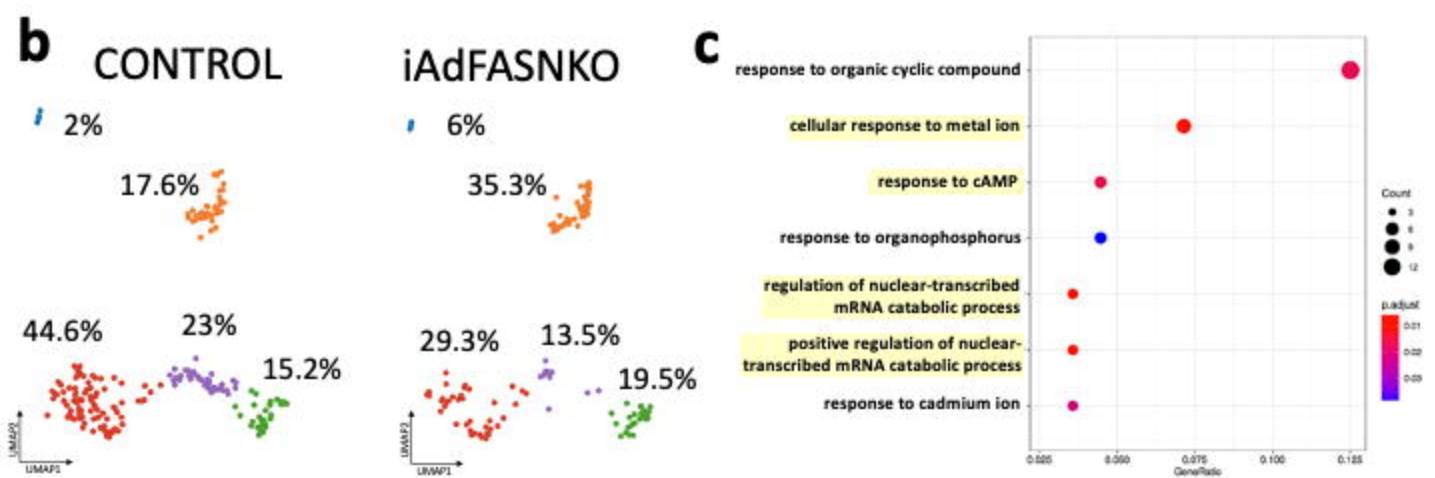 b
CONTROL
iAdFASNKO
2%
6%
17.6%
35.3%
44.6%
23%
15.2%
29.3%
13.5%
19.5%
UMAP2
UMAP1
UMAP2
UMAP1
c
response to organic cyclic compound
cellular response to metal ion
response to cAMP
response to organophosphorus
regulation of nuclear-transcribed
mRNA catabolic process
positive regulation of nuclear-
transcribed mRNA catabolic process
response to cadmium ion
0.025 0.050 0.075 0.100 0.125
GeneRatio
Count
3
6
9
12
p.adjust
0.01
0.02
0.03